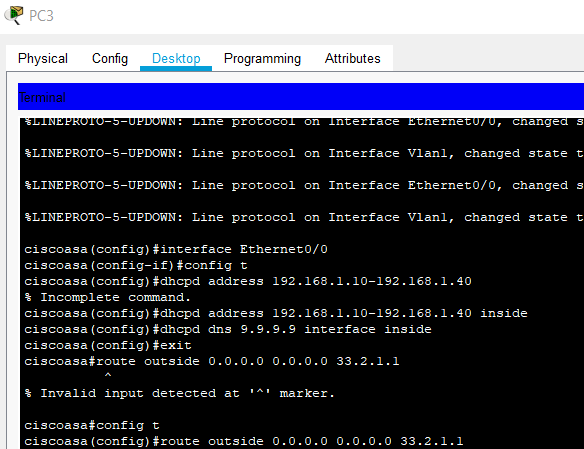 PC3
Physical Config Desktop Programming Attributes
Terminal
%LINEPROTO-5-UPDOWN: Line protocol on Interface Ethernet0/0, changed s
%LINEPROTO-5-UPDOWN: Line protocol on Interface Vlan1, changed state t
%LINEPROTO-5-UPDOWN: Line protocol on Interface Ethernet0/0, changed s
%LINEPROTO-5-UPDOWN: Line protocol on Interface Vlan1, changed state t
ciscoasa(config)#interface Ethernet0/0
ciscoasa(config-if)#config t
ciscoasa(config)#dhcpd address 192.168.1.10-192.168.1.40
% Incomplete command.
ciscoasa(config)#dhcpd address 192.168.1.10-192.168.1.40 inside
ciscoasa(config)#dhcpd dns 9.9.9.9 interface inside
ciscoasa(config)#exit
ciscoasa#route outside 0.0.0.0 0.0.0.0 33.2.1.1
^
% Invalid input detected at '^' marker.
ciscoasa#config t
ciscoasa(config)#route outside 0.0.0.0 0.0.0.0 33.2.1.1